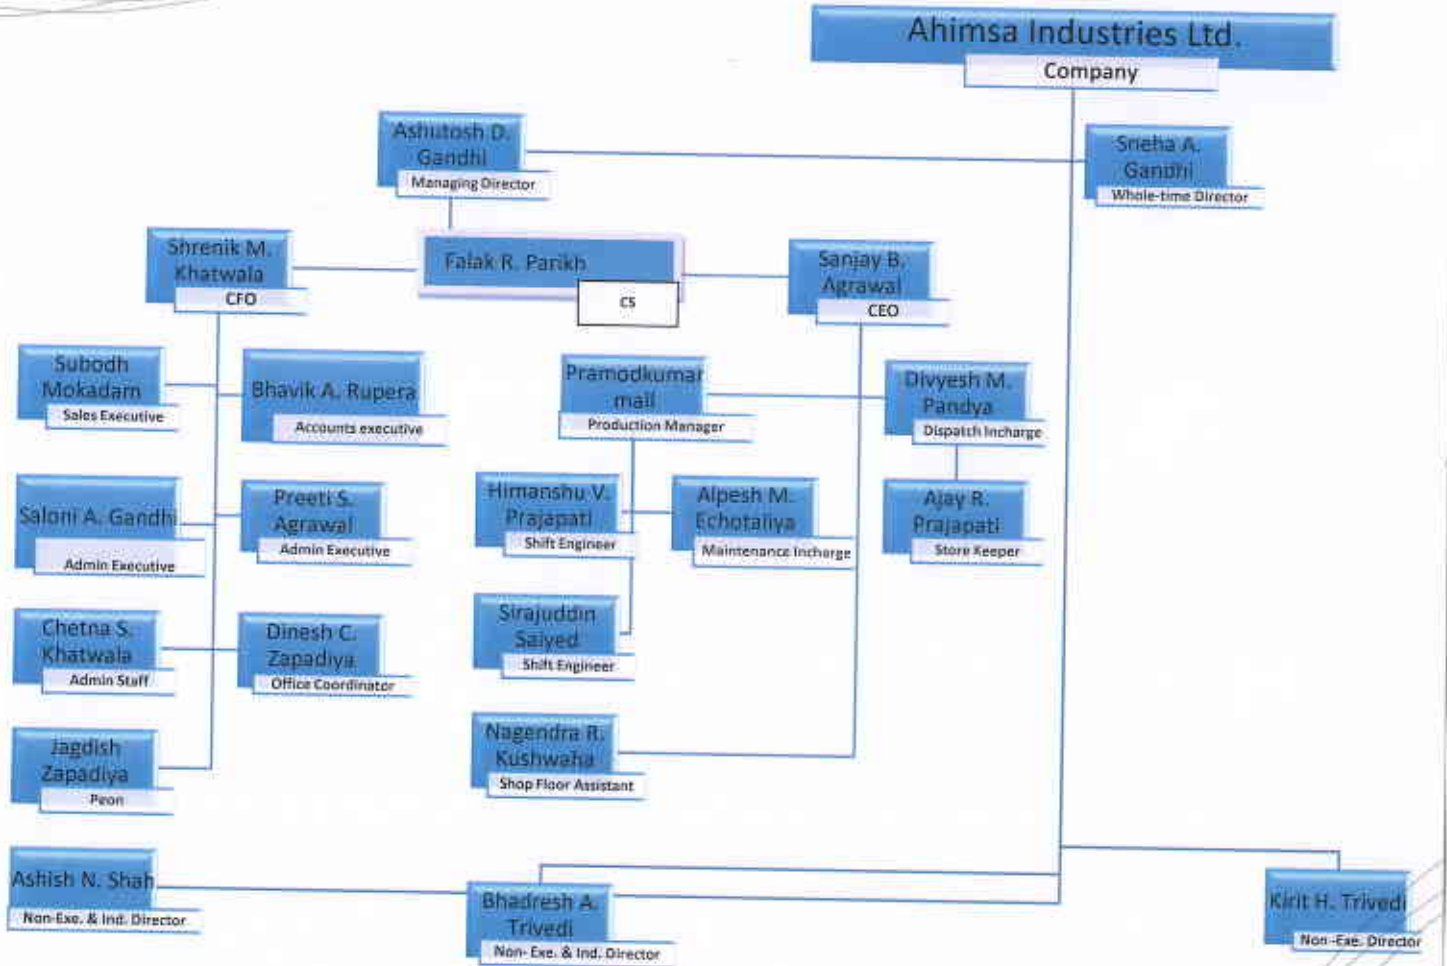 Ahimsa Industries Ltd.
Company
Ashutosh D.
Gandhi
Managing Director
Sneha A.
Gandhi
Whole-time Director
Shrenik M.
Khatwala
CFO
Falak R. Parikh
CS
Sanjay B.
Agrawal
CEO
Subodh
Mokadam
Sales Executive
Bhavik A. Rupera
Accounts executive
Pramodkumar
mali
Production Manager
Divyesh M.
Pandya
Dispatch Incharge
Saloni A. Gandhi
Admin Executive
Preeti S.
Agrawal
Admin Executive
Himanshu V.
Prajapati
Shift Engineer
Alpesh M.
Echotaliya
Maintenance Incharge
Ajay R.
Prajapati
Store Keeper
Chetna S.
Khatwala
Admin Staff
Dinesh C.
Zapadiya
Office Coordinator
Sirajuddin
Saiyed
Shift Engineer
Jagdish
Zapadiya
Peon
Nagendra R.
Kushwaha
Shop Floor Assistant
Ashish N. Shah
Non-Exe. & Ind. Director
Bhadresh A.
Trivedi
Non- Exe. & Ind. Director
Kirit H. Trivedi
Non -Exe. Director